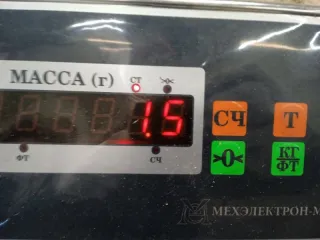 МАССА (г)
СТ
1.5
ФТ
СЧ
СЧ
Т
>0<
КГ
ФТ
МЕХЭЛЕКТРОН-М